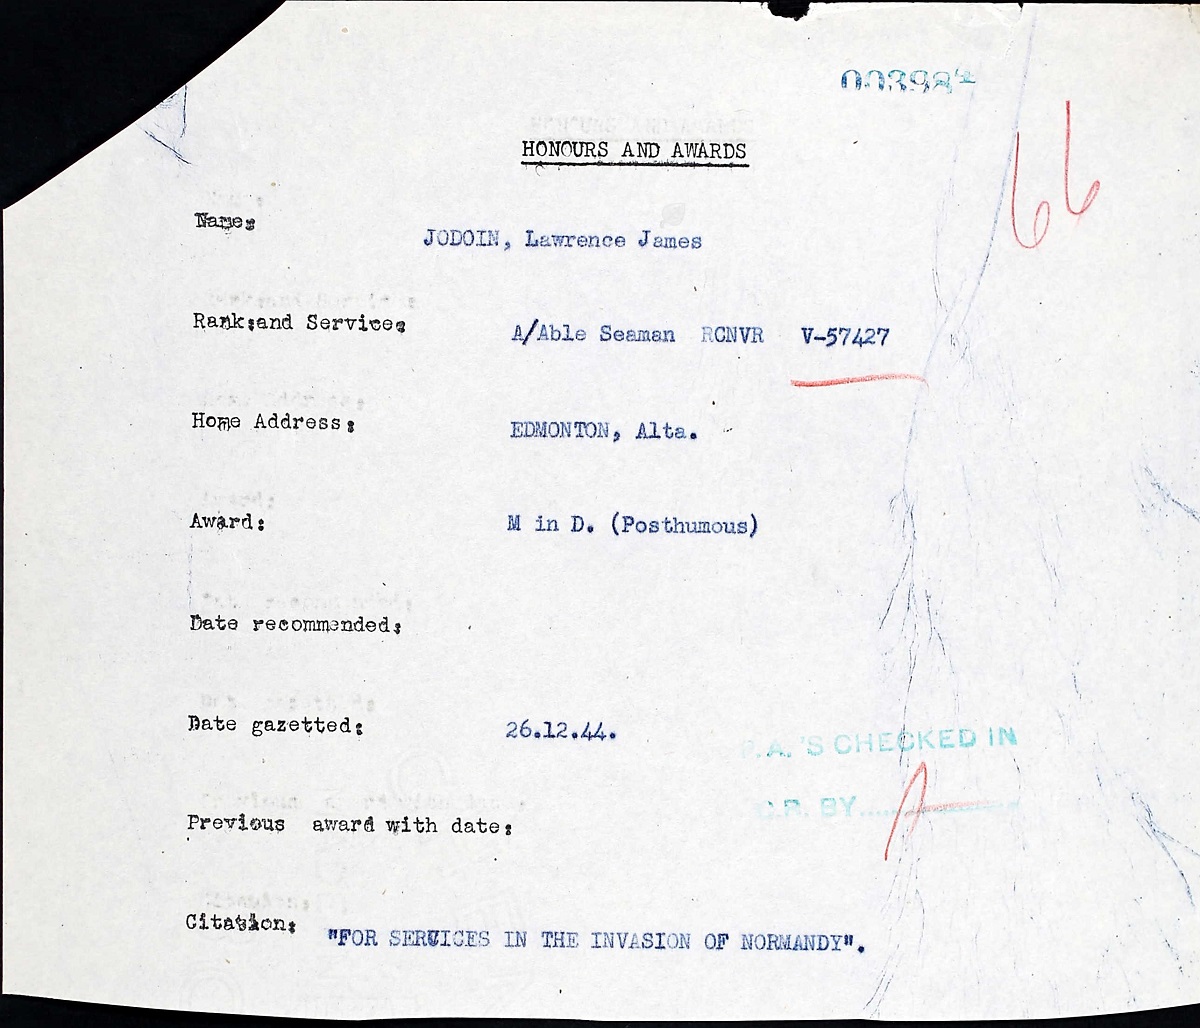 003984
66
HONOURS AND AWARDS
Name:
JODOIN, Lawrence James
Rank and Service: A/Able Seaman RCNVR V-57427
Home Address: EDMONTON, Alta.
Award: M in D. (Posthumous)
Date recommended:
Date gazetted: 26.12.44.
P.A.'S CHECKED IN
C.R. BY.....
Previous award with date:
Citation: "FOR SERVICES IN THE INVASION OF NORMANDY".